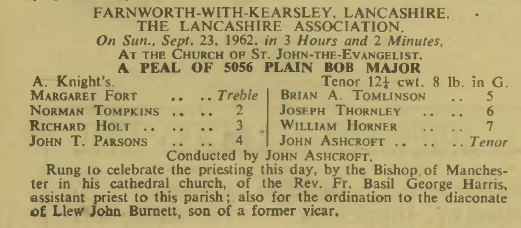 FARNWORTH-WITH-KEARSLEY, LANCASHIRE.
THE LANCASHIRE ASSOCIATION.
On Sun., Sept. 23, 1962, in 3 Hours and 2 Minutes,
AT THE CHURCH OF ST. JOHN-THE-EVANGELIST.
A PEAL OF 5056 PLAIN BOB MAJOR
A. Knight's. Tenor 12¼ cwt. 8 lb. in G.
MARGARET FORT .. .. Treble
NORMAN TOMPKINS .. .. 2
RICHARD HOLT .. .. .. 3
JOHN T. PARSONS .. .. 4
BRIAN A. TOMLINSON .. .. 5
JOSEPH THORNLEY .. .. 6
WILLIAM HORNER .. .. 7
JOHN ASHCROFT .. .. .. Tenor
Conducted by JOHN ASHCROFT.
Rung to celebrate the priesting this day, by the Bishop of Manches-
ter in his cathedral church, of the Rev. Fr. Basil George Harris,
assistant priest to this parish; also for the ordination to the diaconate
of Llew John Burnett, son of a former vicar.